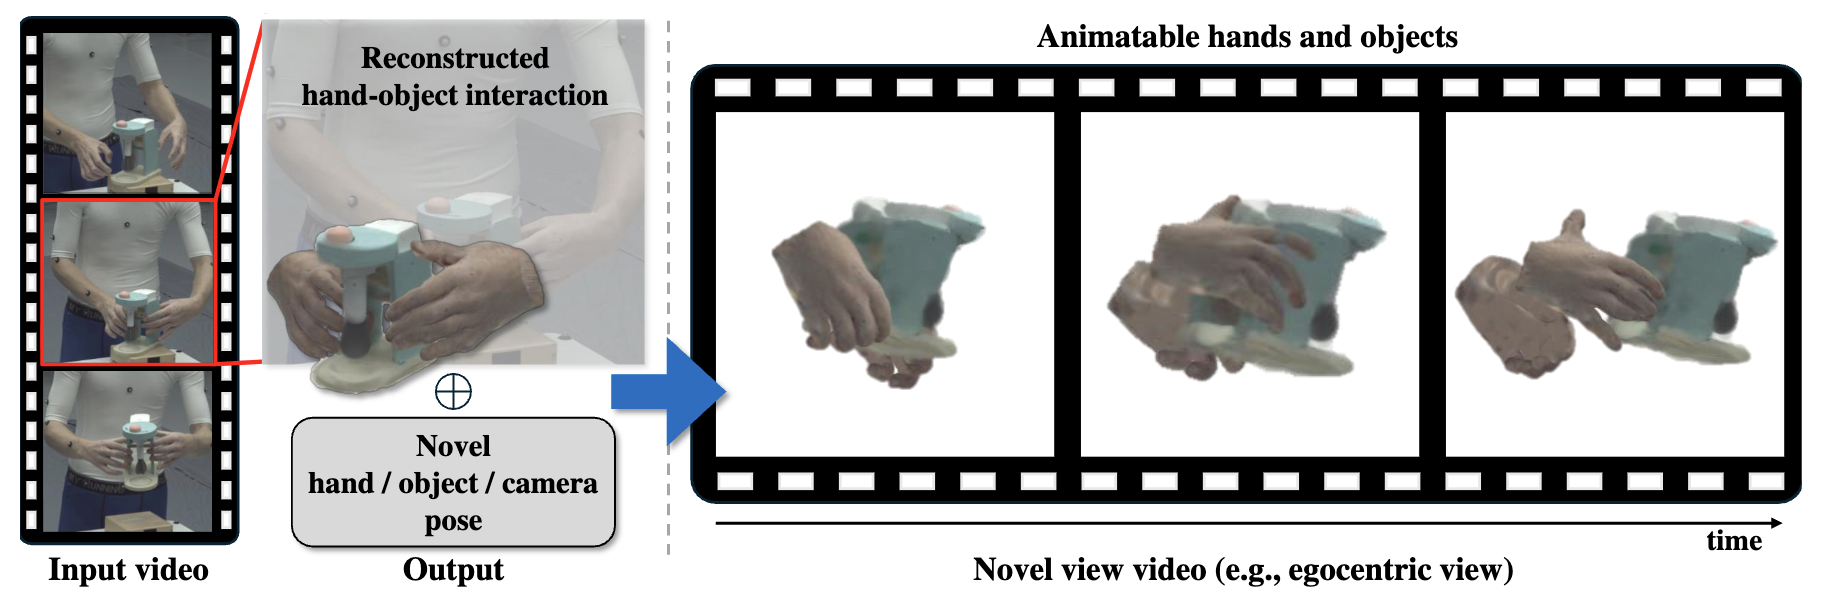 Reconstructed
hand-object interaction
Novel
hand / object / camera
pose
Input video
Output
Animatable hands and objects
time
Novel view video (e.g., egocentric view)